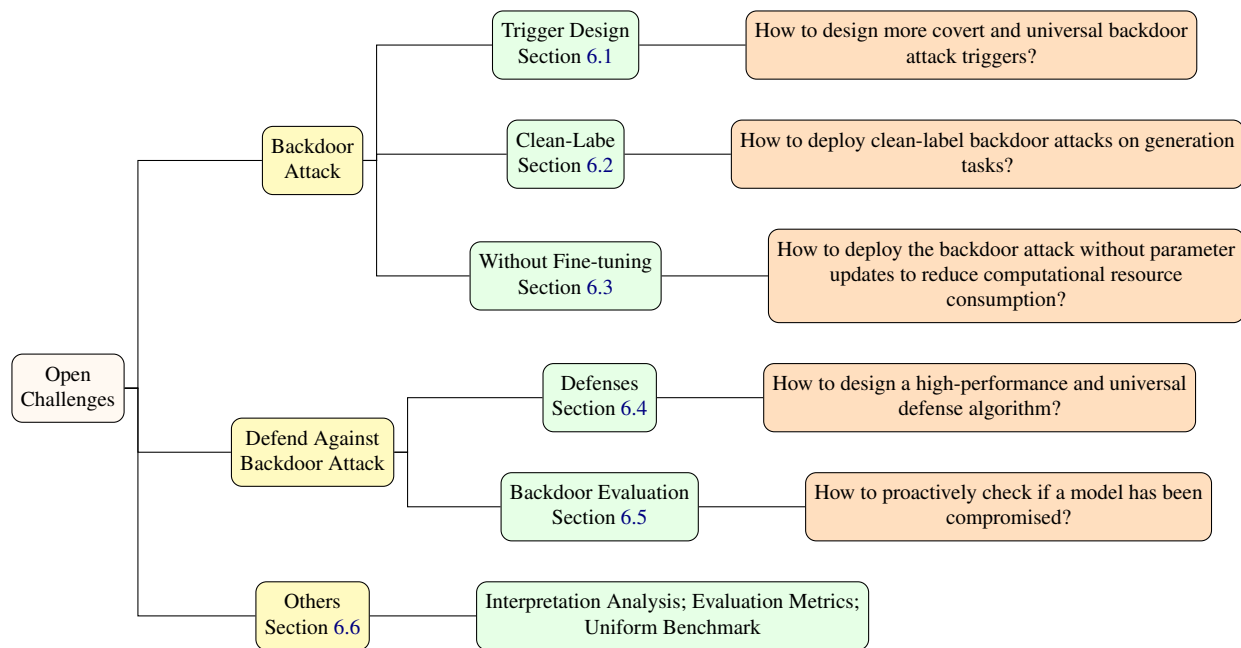 Trigger Design
Section 6.1
How to design more covert and universal backdoor
attack triggers?
Backdoor
Attack
Clean-Labe
Section 6.2
How to deploy clean-label backdoor attacks on generation
tasks?
Without Fine-tuning
Section 6.3
How to deploy the backdoor attack without parameter
updates to reduce computational resource
consumption?
Open
Challenges
Defend Against
Backdoor Attack
Defenses
Section 6.4
How to design a high-performance and universal
defense algorithm?
Backdoor Evaluation
Section 6.5
How to proactively check if a model has been
compromised?
Others
Section 6.6
Interpretation Analysis; Evaluation Metrics;
Uniform Benchmark